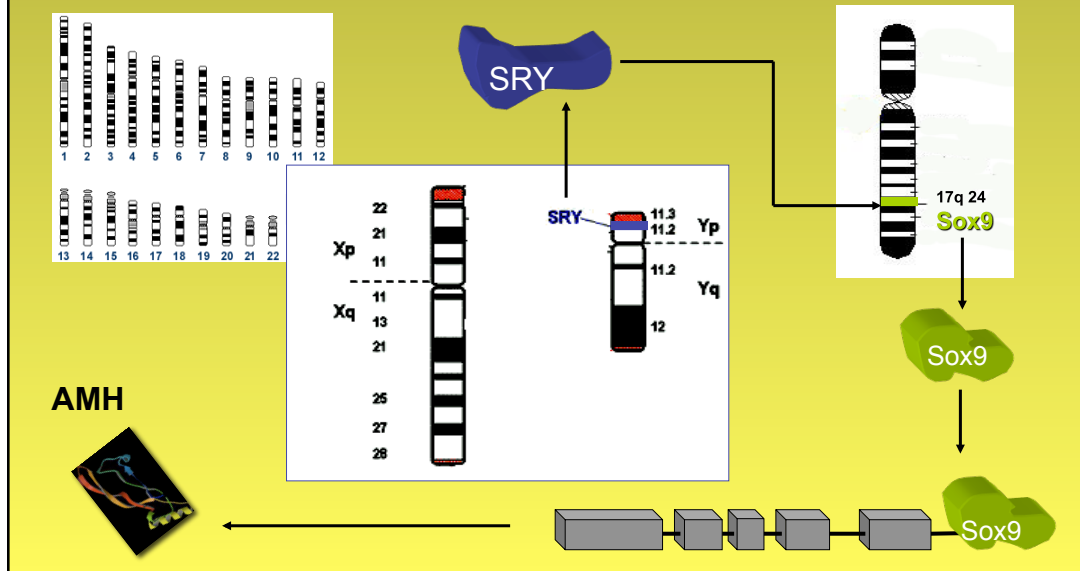 1 2 3 4 5 6 7 8 9 10 11 12
13 14 15 16 17 18 19 20 21 22
SRY
17q 24
Sox9
22
21
Xp
11
11
Xq
13
21
25
27
28
SRY
11.3
11.2
Yp
11.2
Yq
12
Sox9
Sox9
AMH